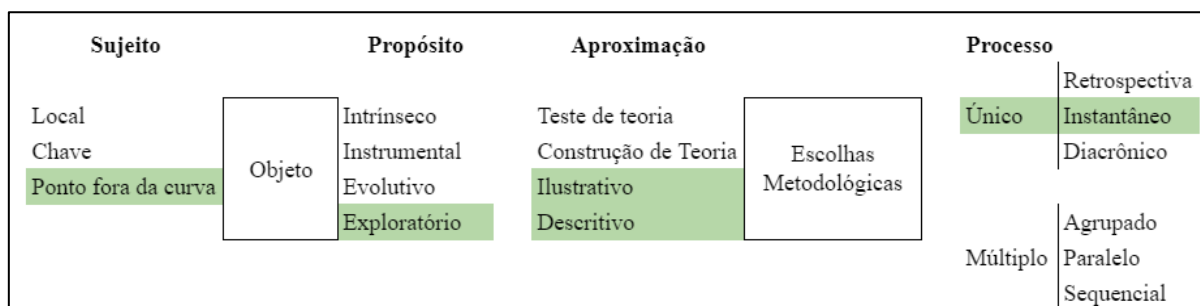 Sujeito Propósito Aproximação Processo
Retrospectiva
Local Intrínseco Teste de teoria Único Instantâneo
Chave Instrumental Construção de Teoria Diacrônico
Objeto Escolhas
Metodológicas
Ponto fora da curva Evolutivo Ilustrativo
Exploratório Descritivo
Agrupado
Múltiplo Paralelo
Sequencial